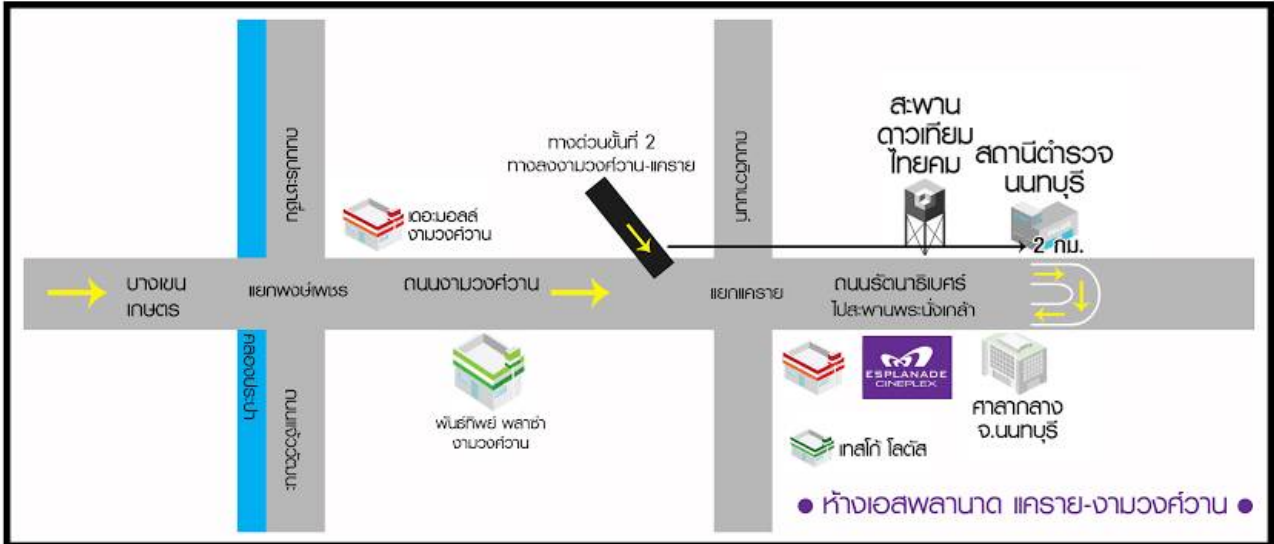 สะพาน
ดาวเทียม
ไทยคม
สถานีตำรวจ
นนทบุรี
2 กม.
ทางด่วนขั้นที่ 2
ทางลงงามวงศ์วาน-แคราย
ถนนประชาชื่น
ถนนติวานนท์
เดอะมอลล์
งามวงศ์วาน
บางเขน
เกษตร
แยกพงษ์เพชร
ถนนงามวงศ์วาน
แยกแคราย
ถนนรัตนาธิเบศร์
ไปสะพานพระนั่งเกล้า
คลองประปา
ถนนแจ้งวัฒนะ
พันธ์ทิพย์ พลาซ่า
งามวงศ์วาน
ESPLANADE
CINEPLEX
ศาลากลาง
จ.นนทบุรี
เทสโก้ โลตัส
• ห้างเอสพลานาด แคราย-งามวงศ์วาน •